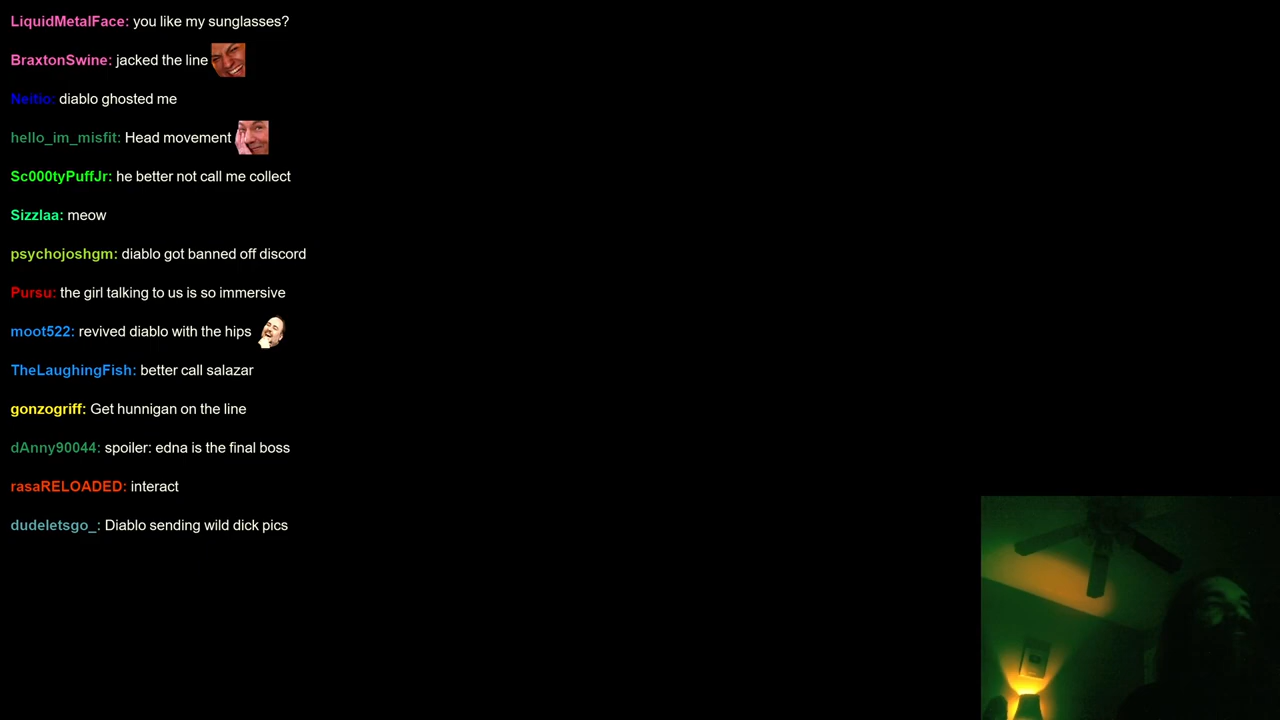 LiquidMetalFace: you like my sunglasses?
BraxtonSwine: jacked the line
Neitio: diablo ghosted me
hello_im_misfit: Head movement
Sc000tyPuffJr: he better not call me collect
Sizzlaa: meow
psychojoshgm: diablo got banned off discord
Pursu: the girl talking to us is so immersive
moot522: revived diablo with the hips
TheLaughingFish: better call salazar
gonzogriff: Get hunnigan on the line
dAnny90044: spoiler: edna is the final boss
rasaRELOADED: interact
dudeletsgo_: Diablo sending wild dick pics